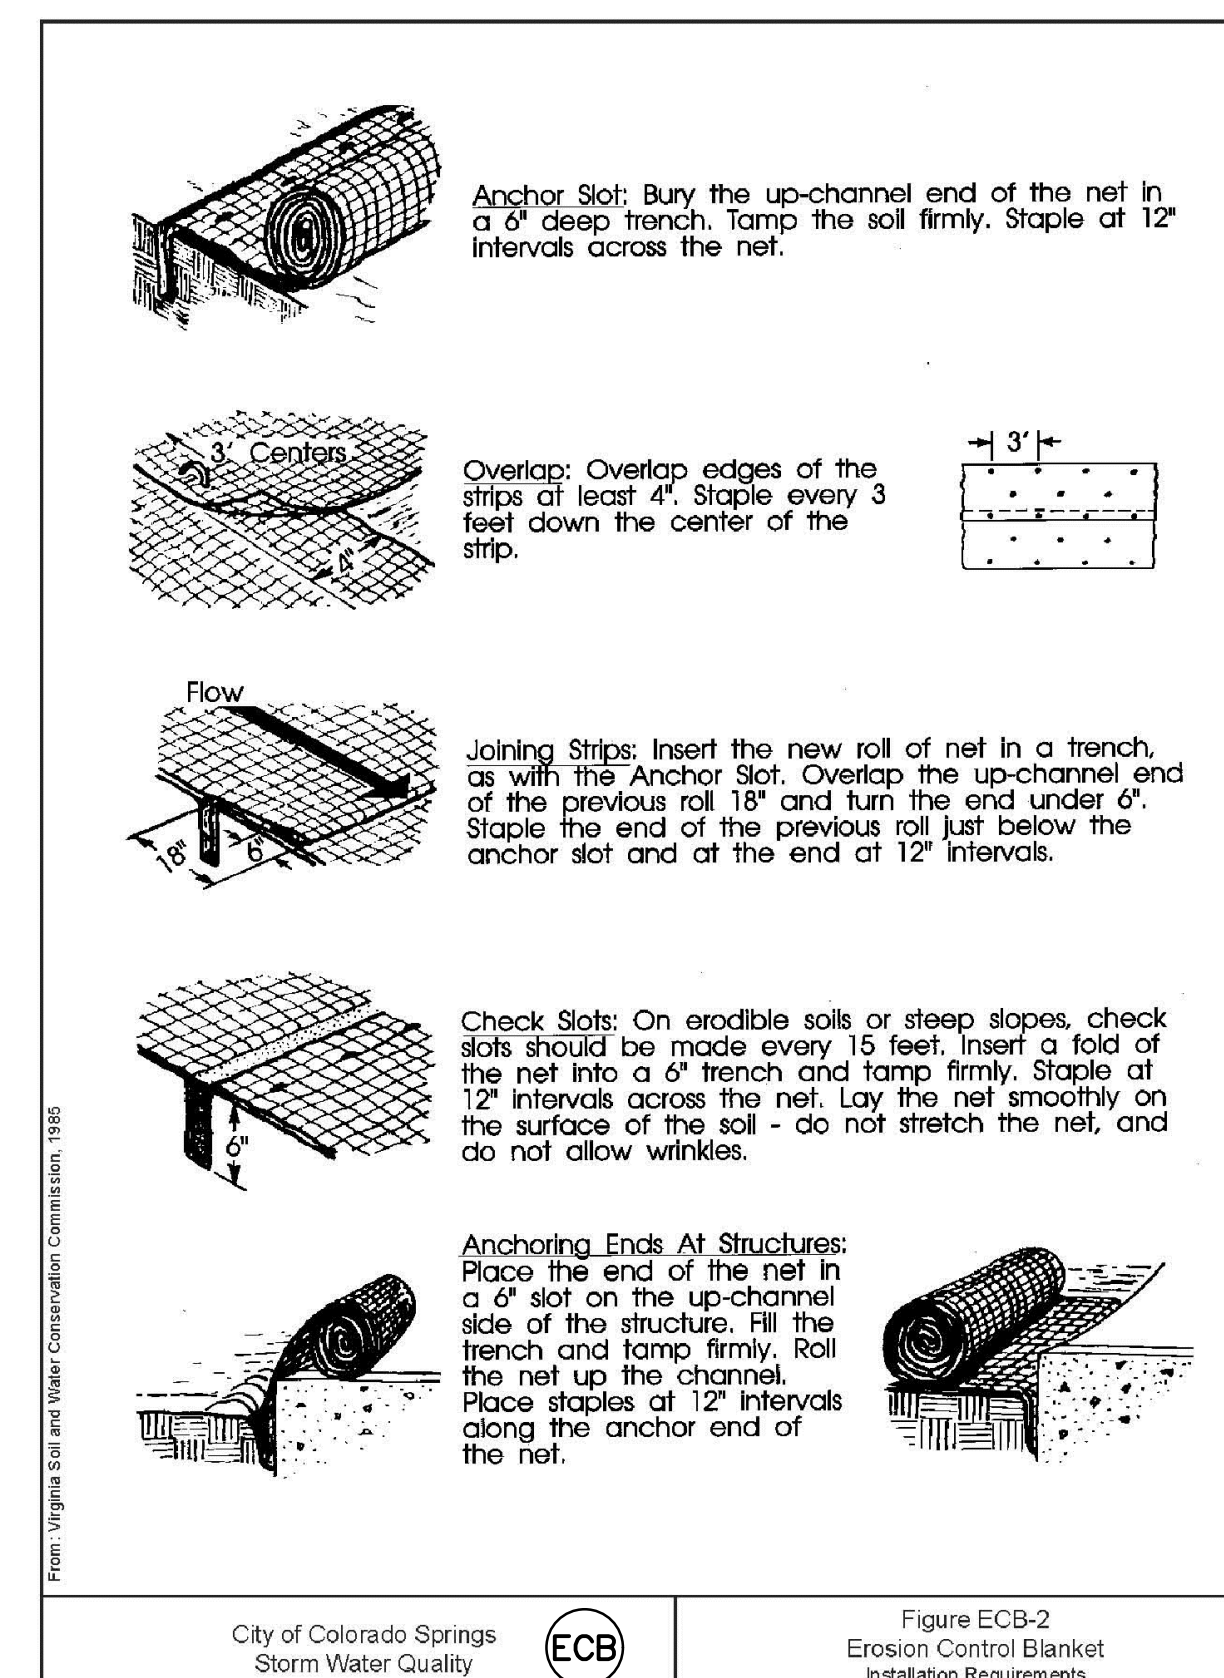 Anchor Slot: Bury the up-channel end of the net in
a 6" deep trench. Tamp the soil firmly. Staple at 12"
intervals across the net.
3' Centers
4"
Overlap: Overlap edges of the
strips at least 4". Staple every 3
feet down the center of the
strip.
3'
Flow
18"
6"
Joining Strips: Insert the new roll of net in a trench,
as with the Anchor Slot. Overlap the up-channel end
of the previous roll 18" and turn the end under 6".
Staple the end of the previous roll just below the
anchor slot and at the end at 12" intervals.
6"
Check Slots: On erodible soils or steep slopes, check
slots should be made every 15 feet. Insert a fold of
the net into a 6" trench and tamp firmly. Staple at
12" intervals across the net. Lay the net smoothly on
the surface of the soil - do not stretch the net, and
do not allow wrinkles.
Anchoring Ends At Structures:
Place the end of the net in
a 6" slot on the up-channel
side of the structure. Fill the
trench and tamp firmly. Roll
the net up the channel.
Place staples at 12" intervals
along the anchor end of
the net.
From: Virginia Soil and Water Conservation Commission, 1985
City of Colorado Springs
Storm Water Quality
ECB
Figure ECB-2
Erosion Control Blanket
Installation Requirements